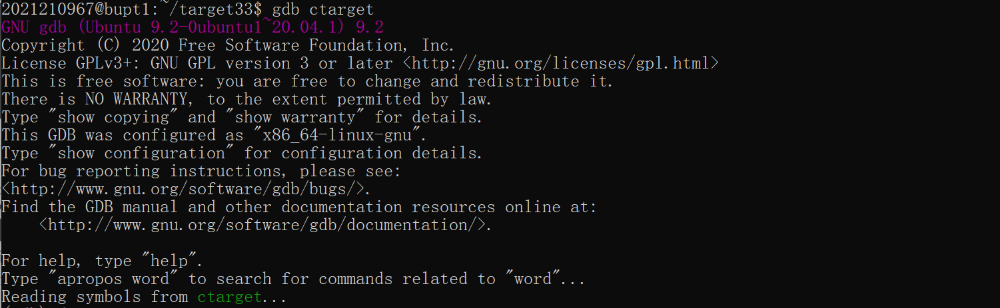 2021210967@bupt1:~/target33$ gdb ctarget
GNU gdb (Ubuntu 9.2-0ubuntu1~20.04.1) 9.2
Copyright (C) 2020 Free Software Foundation, Inc.
License GPLv3+: GNU GPL version 3 or later <http://gnu.org/licenses/gpl.html>
This is free software: you are free to change and redistribute it.
There is NO WARRANTY, to the extent permitted by law.
Type "show copying" and "show warranty" for details.
This GDB was configured as "x86_64-linux-gnu".
Type "show configuration" for configuration details.
For bug reporting instructions, please see:
<http://www.gnu.org/software/gdb/bugs/>.
Find the GDB manual and other documentation resources online at:
    <http://www.gnu.org/software/gdb/documentation/>.

For help, type "help".
Type "apropos word" to search for commands related to "word"...
Reading symbols from ctarget...